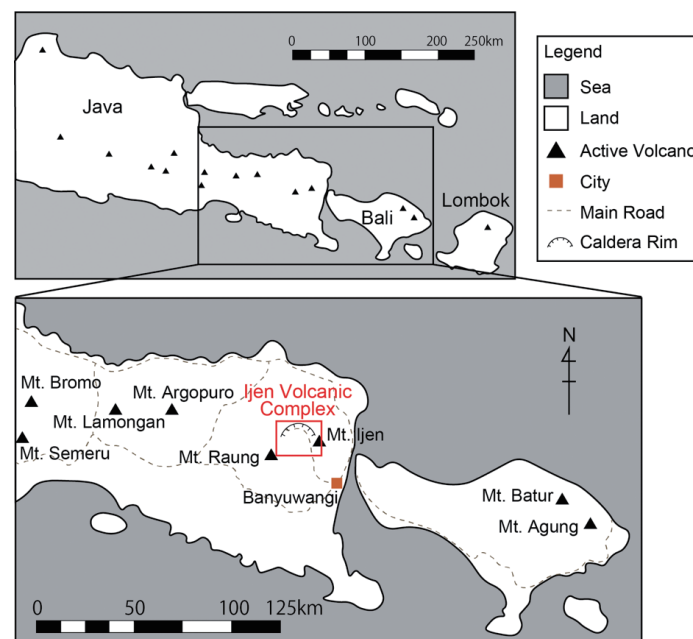 0 50 100 150 200 250km
Java
Bali
Lombok
Legend
Sea
Land
Active Volcano
City
Main Road
Caldera Rim
N
Mt. Bromo
Mt. Argopuro
Ijen Volcanic
Complex
Mt. Lamongan
Mt. Ijen
Mt. Semeru
Mt. Raung
Banyuwangi
Mt. Batur
Mt. Agung
0 50 100 125km